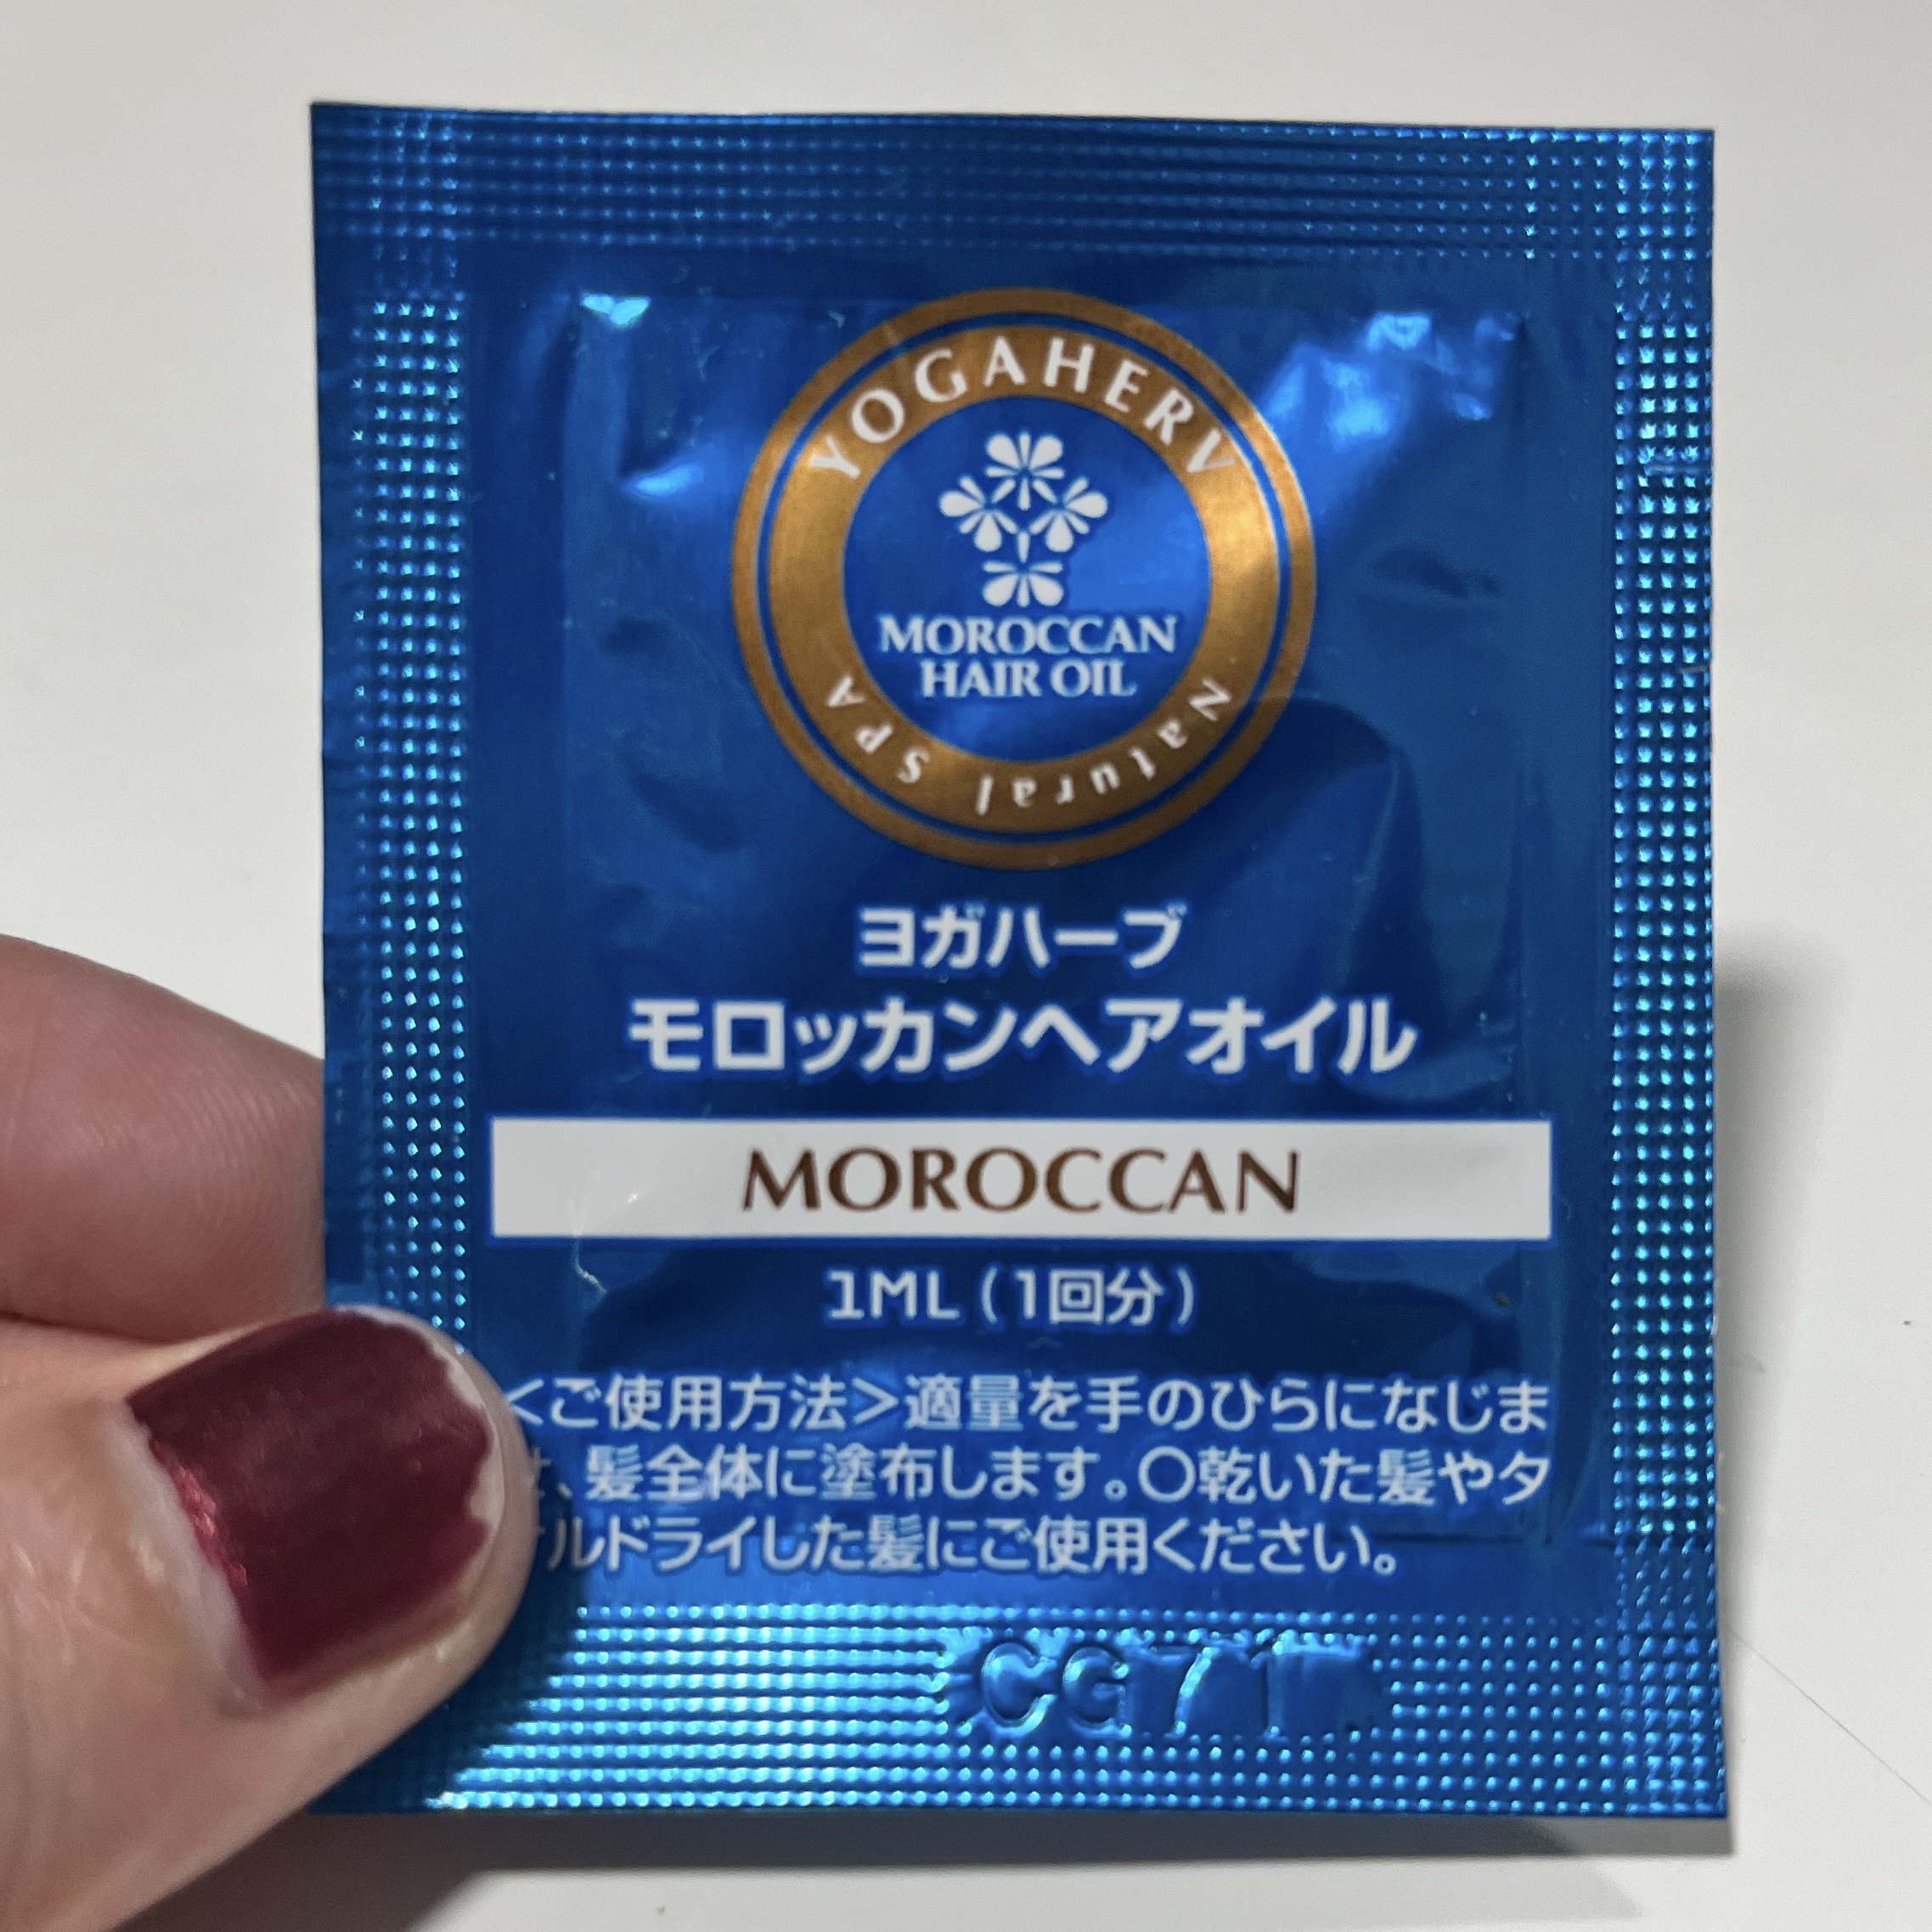 YOGAHERV
MOROCCAN
HAIR OIL
Natural SPA
ヨガハーブ
モロッカンヘアオイル
MOROCCAN
1ML(1回分)
<ご使用方法>適量を手のひらになじま
、髪全体に塗布します。○乾いた髪やタ
ルドライした髪にご使用ください。
CG71